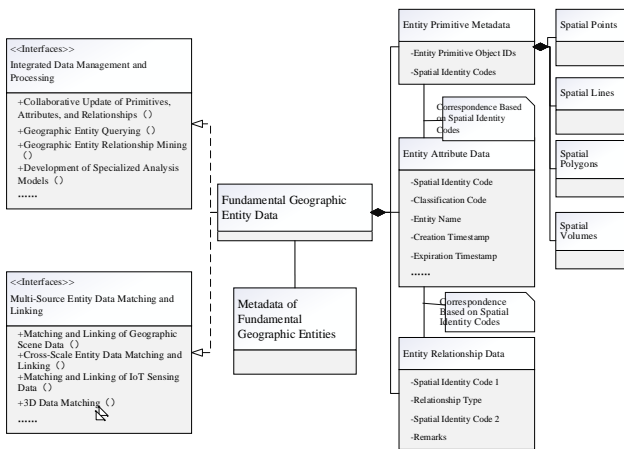 <<Interfaces>>
Integrated Data Management and
Processing
+Collaborative Update of Primitives,
Attributes, and Relationships（）
+Geographic Entity Querying（）
+Geographic Entity Relationship Mining
（）
+Development of Specialized Analysis
Models（）
……
<<Interfaces>>
Multi-Source Entity Data Matching and
Linking
+Matching and Linking of Geographic
Scene Data（）
+Cross-Scale Entity Data Matching and
Linking（）
+Matching and Linking of IoT Sensing
Data（）
+3D Data Matching（）
……
Fundamental Geographic
Entity Data
Metadata of
Fundamental
Geographic Entities
Entity Primitive Metadata
-Entity Primitive Object IDs
-Spatial Identity Codes
Correspondence Based
on Spatial Identity
Codes
Entity Attribute Data
-Spatial Identity Code
-Classification Code
-Entity Name
-Creation Timestamp
-Expiration Timestamp
……
Correspondence
Based on Spatial
Identity Codes
Entity Relationship Data
-Spatial Identity Code 1
-Relationship Type
-Spatial Identity Code 2
-Remarks
Spatial Points
Spatial Lines
Spatial
Polygons
Spatial
Volumes